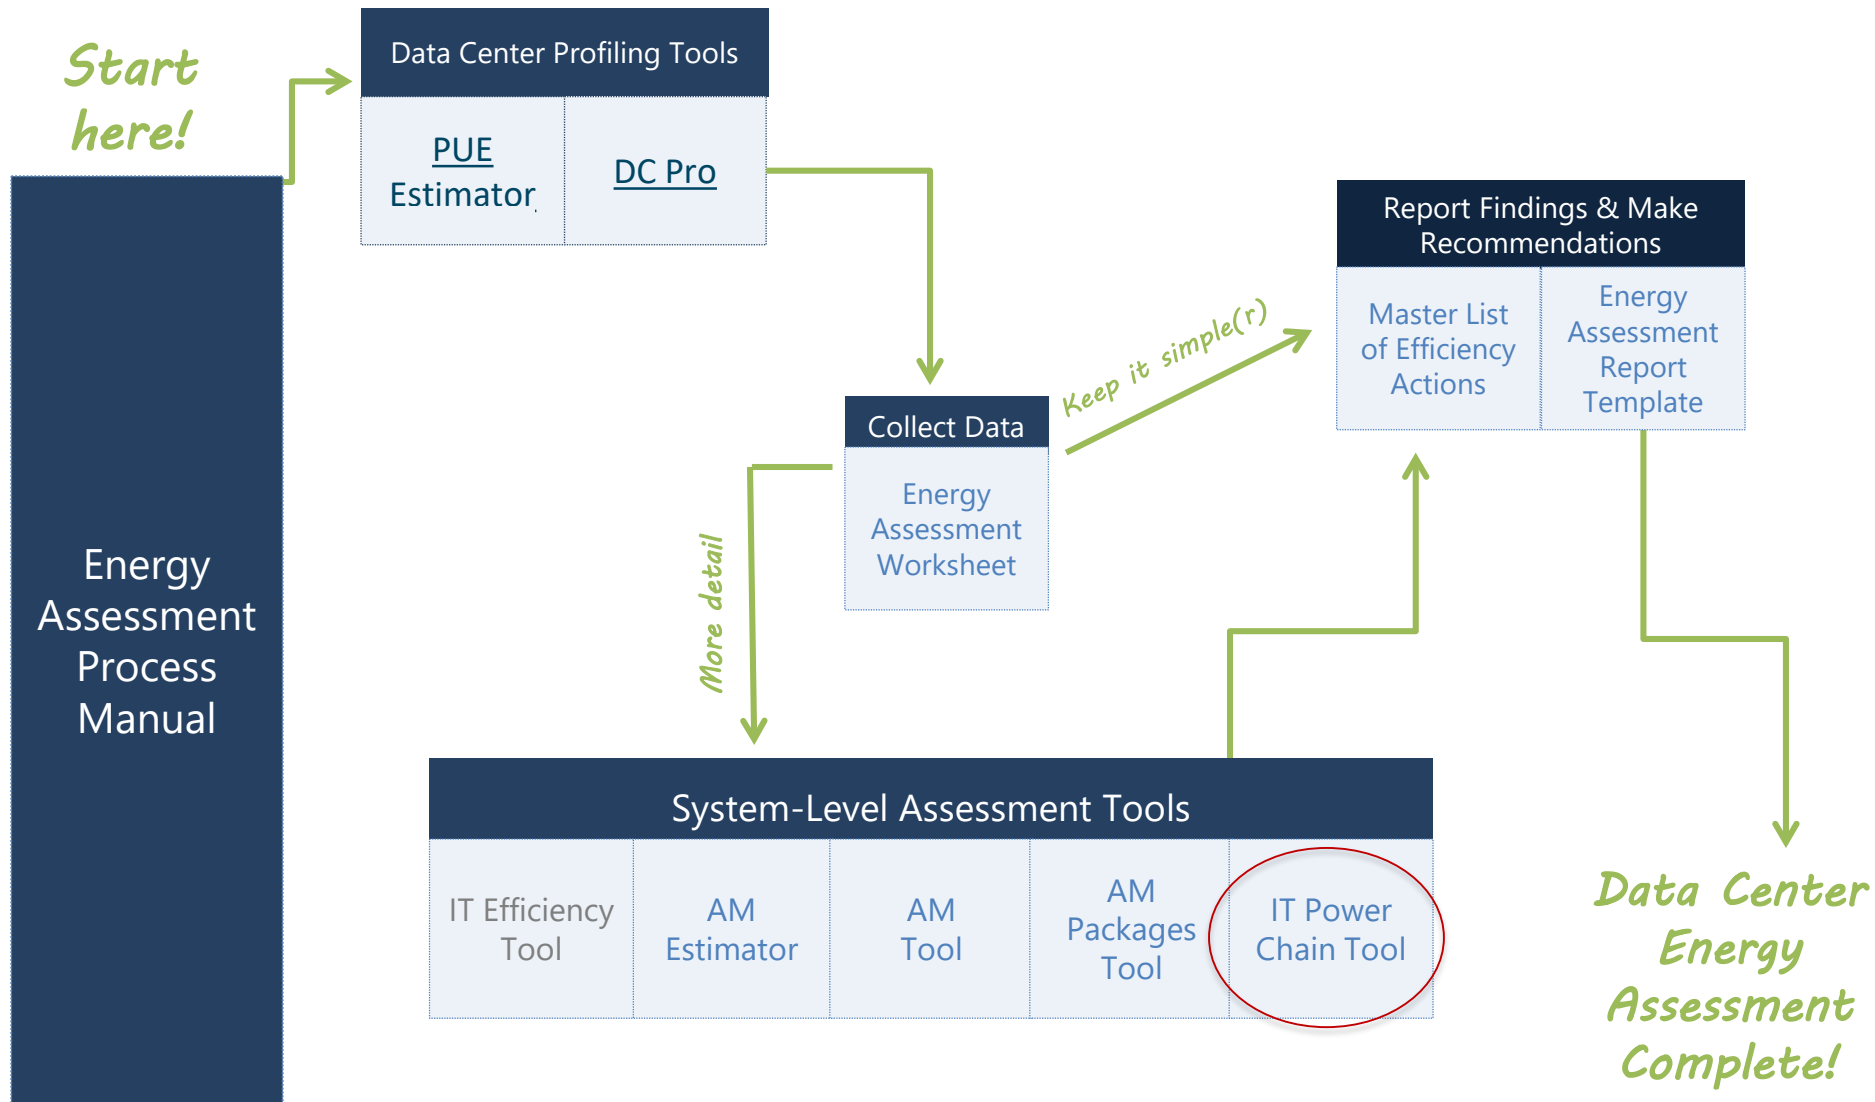 Start
here!
Energy
Assessment
Process
Manual
Data Center Profiling Tools
PUE
Estimator
DC Pro
Collect Data
Energy
Assessment
Worksheet
Keep it simple(r)
More detail
Report Findings & Make
Recommendations
Master List
of Efficiency
Actions
Energy
Assessment
Report
Template
System-Level Assessment Tools
IT Efficiency
Tool
AM
Estimator
AM
Tool
AM
Packages
Tool
IT Power
Chain Tool
Data Center
Energy
Assessment
Complete!